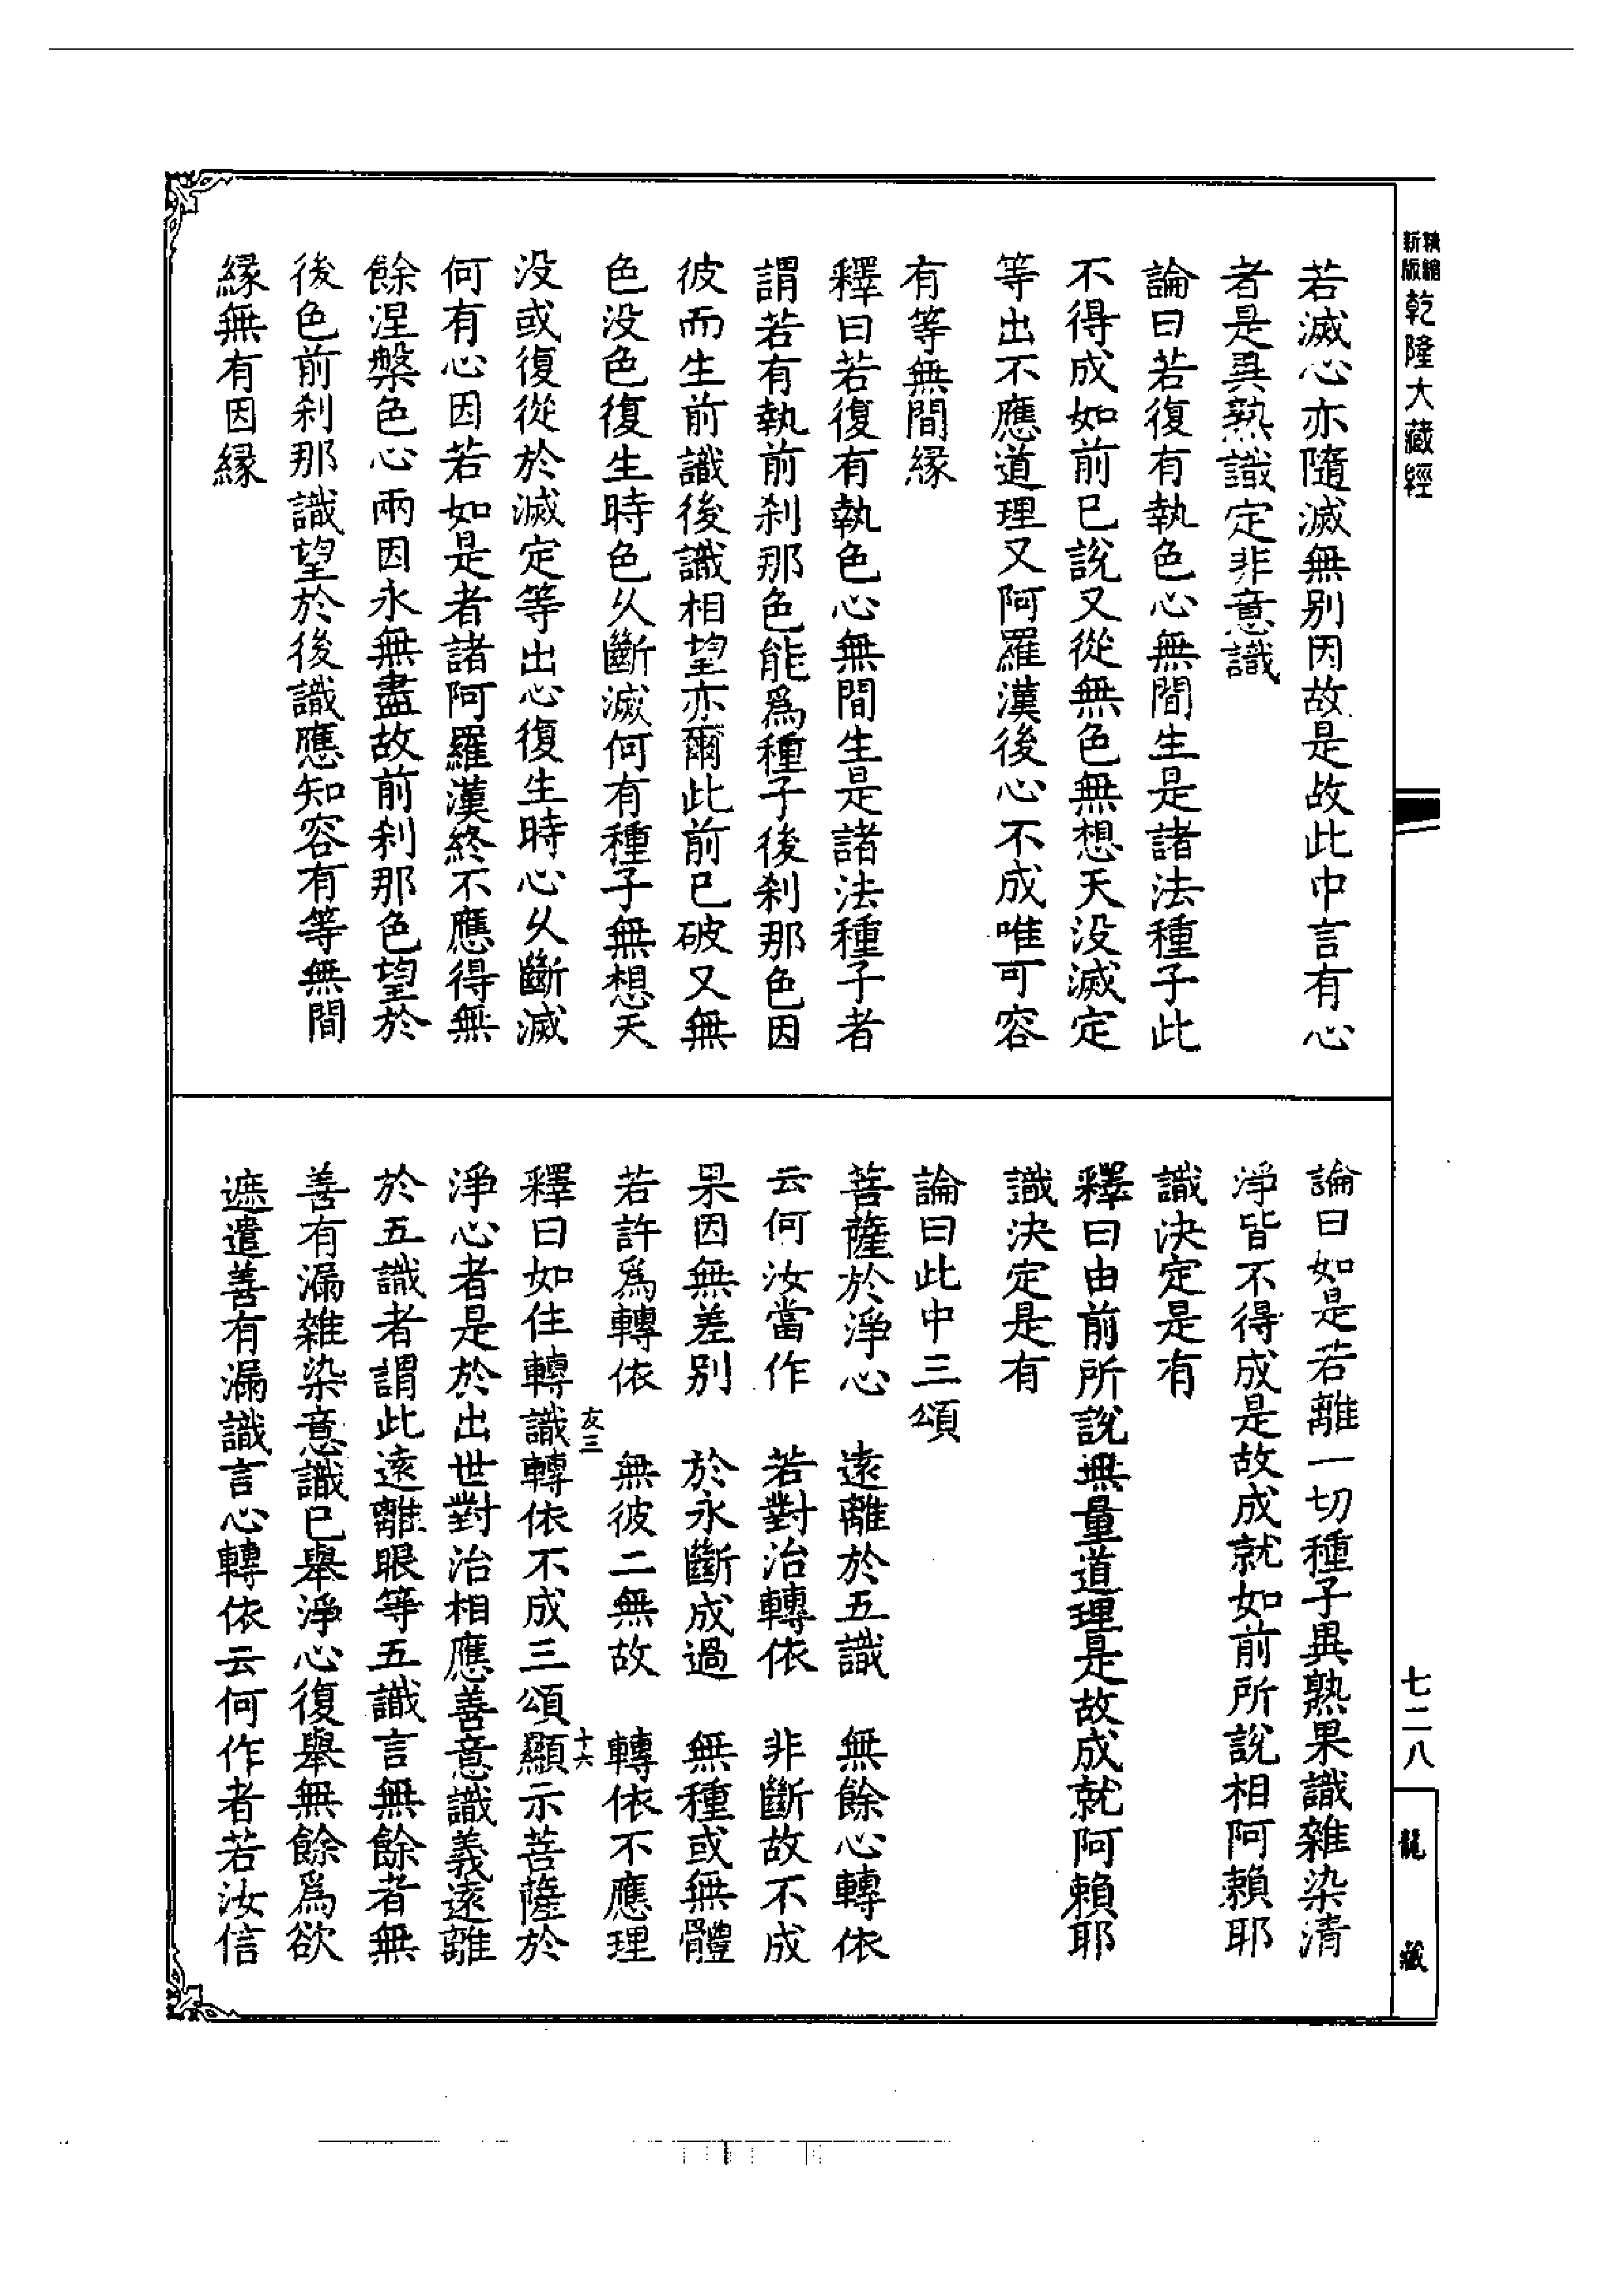 精縮
新版
乾隆大藏經
七二八
龍藏
若滅心亦隨滅無别因故是故此中言有心
者是異熟識定非意識
論曰若復有執色心無間生是諸法種子此
不得成如前已說又從無色無想天没滅定
等出不應道理又阿羅漢後心不成唯可容
有等無間緣
釋曰若復有執色心無間生是諸法種子者
謂若有執前剎那色能爲種子後剎那色因
彼而生前識後識相望亦爾此前已破又無
色没色復生時色乆斷滅何有種子無想天
没或復從於滅定等出心復生時心乆斷滅
何有心因若如是者諸阿羅漢終不應得無
餘涅槃色心兩因永無盡故前剎那色望於
後色前剎那識望於後識應知容有等無間
緣無有因緣
論曰如是若離一切種子異熟果識雜染清
淨皆不得成是故成就如前所說相阿賴耶
識決定是有
釋曰由前所說無量道理是故成就阿賴耶
識決定是有
論曰此中三頌
菩薩於淨心　遠離於五識　無餘心轉依
云何汝當作　若對治轉依　非斷故不成
果因無差别　於永斷成過　無種或無體
若許爲轉依　無彼二無故　轉依不應理
友三
十六
釋曰如住轉識轉依不成三頌顯示菩薩於
淨心者是於出世對治相應善意識義遠離
於五識者謂此遠離眼等五識言無餘者無
善有漏雜染意識已舉淨心復舉無餘爲欲
遮遣善有漏識言心轉依云何作者若汝信